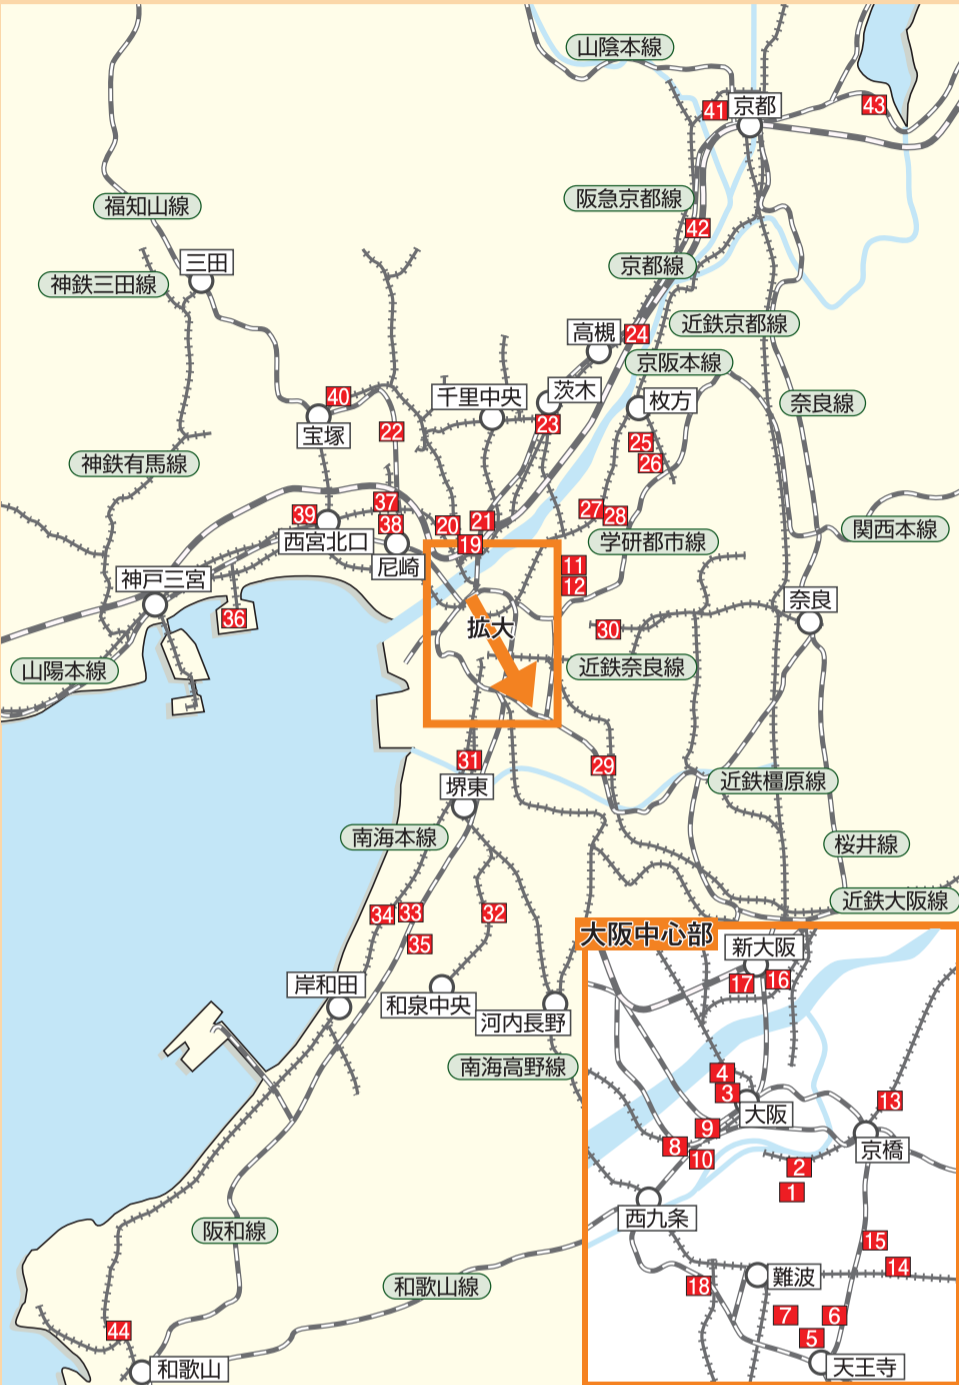 山陰本線
41
京都
43
阪急京都線
福知山線
42
三田
神鉄三田線
京都線
近鉄京都線
高槻
24
京阪本線
40
千里中央
茨木
枚方
奈良線
宝塚
22
23
25
神鉄有馬線
26
39
37
38
20
21
27
28
関西本線
西宮北口
19
学研都市線
尼崎
11
神戸三宮
12
奈良
36
拡大
30
山陽本線
近鉄奈良線
31
29
堺東
近鉄橿原線
南海本線
桜井線
34
33
32
近鉄大阪線
35
大阪中心部
新大阪
岸和田
和泉中央
17
16
河内長野
南海高野線
4
3
13
大阪
9
8
10
京橋
2
1
西九条
阪和線
15
14
和歌山線
18
難波
7
6
44
5
和歌山
天王寺